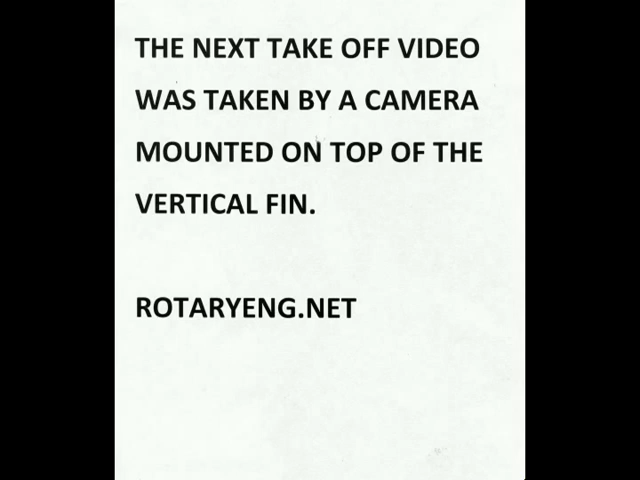 THE NEXT TAKE OFF VIDEO
WAS TAKEN BY A CAMERA
MOUNTED ON TOP OF THE
VERTICAL FIN.
ROTARYENG.NET